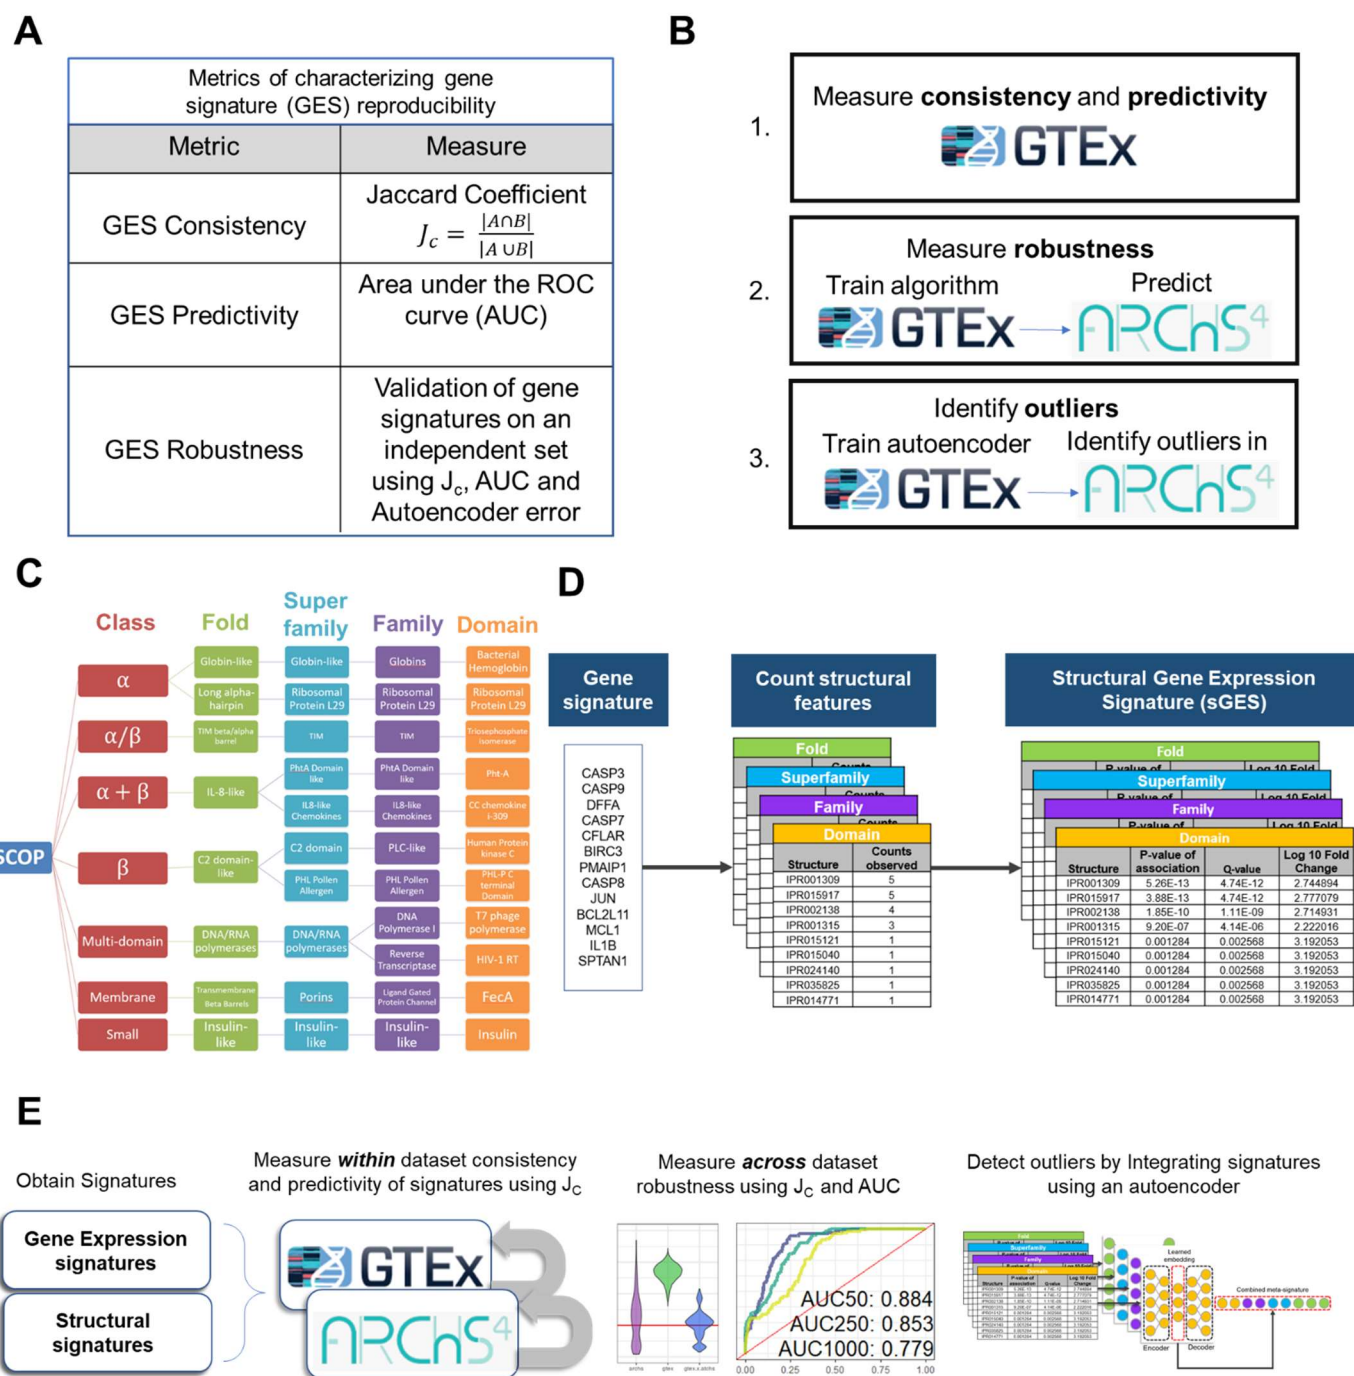 A
Metrics of characterizing gene
signature (GES) reproducibility
Metric Measure
GES Consistency
Jaccard Coefficient
J_c = |A∩B| / |A ∪B|
GES Predictivity
Area under the ROC
curve (AUC)
GES Robustness
Validation of gene
signatures on an
independent set
using J_c, AUC and
Autoencoder error
B
1.
Measure consistency and predictivity
GTEx
2.
Measure robustness
Train algorithm Predict
GTEx ARCHS4
3.
Identify outliers
Train autoencoder Identify outliers in
GTEx ARCHS4
C
Class Fold Super family Family Domain
SCOP
α
Globin-like Globin-like Globins Bacterial Hemoglobin
Long alpha-hairpin Ribosomal Protein L29 Ribosomal Protein L29 Ribosomal Protein L29
α/β TIM beta/alpha barrel TIM TIM Triosephosphate isomerase
α + β IL-8-like
PhtA Domain like PhtA Domain like Pht-A
IL8-like Chemokines IL8-like Chemokines CC chemokine i-309
β C2 domain-like
C2 domain PLC-like Human Protein kinase C
PHL Pollen Allergen PHL Pollen Allergen PHL-P C terminal Domain
Multi-domain DNA/RNA polymerases DNA/RNA polymerases
DNA Polymerase I T7 phage polymerase
Reverse Transcriptase HIV-1 RT
Membrane Transmembrane Beta Barrels Porins Ligand Gated Protein Channel FecA
Small Insulin-like Insulin-like Insulin-like Insulin
D
Gene
signature
CASP3
CASP9
DFFA
CASP7
CFLAR
BIRC3
PMAIP1
CASP8
JUN
BCL2L11
MCL1
IL1B
SPTAN1
Count structural
features
Fold
Superfamily
Family
Domain
Structure Counts observed
IPR001309 5
IPR015917 5
IPR002138 4
IPR001315 3
IPR015121 1
IPR015040 1
IPR024140 1
IPR035825 1
IPR014771 1
Structural Gene Expression
Signature (sGES)
Fold
Superfamily
Family
Domain
Structure P-value of association Q-value Log 10 Fold Change
IPR001309 5.26E-13 4.74E-12 2.744894
IPR015917 3.88E-13 4.74E-12 2.777079
IPR002138 1.85E-10 1.11E-09 2.714931
IPR001315 9.20E-07 4.14E-06 2.222016
IPR015121 0.001284 0.002568 3.192053
IPR015040 0.001284 0.002568 3.192053
IPR024140 0.001284 0.002568 3.192053
IPR035825 0.001284 0.002568 3.192053
IPR014771 0.001284 0.002568 3.192053
E
Obtain Signatures
Gene Expression
signatures
Structural
signatures
Measure within dataset consistency
and predictivity of signatures using J_C
GTEx
ARCHS4
Measure across dataset
robustness using J_C and AUC
archs gtex gtex.x.archs
AUC50: 0.884
AUC250: 0.853
AUC1000: 0.779
0.00 0.25 0.50 0.75 1.00
Detect outliers by Integrating signatures
using an autoencoder
Fold
Superfamily
Family
Domain
Learned
embedding
Encoder Decoder
Combined meta-signature